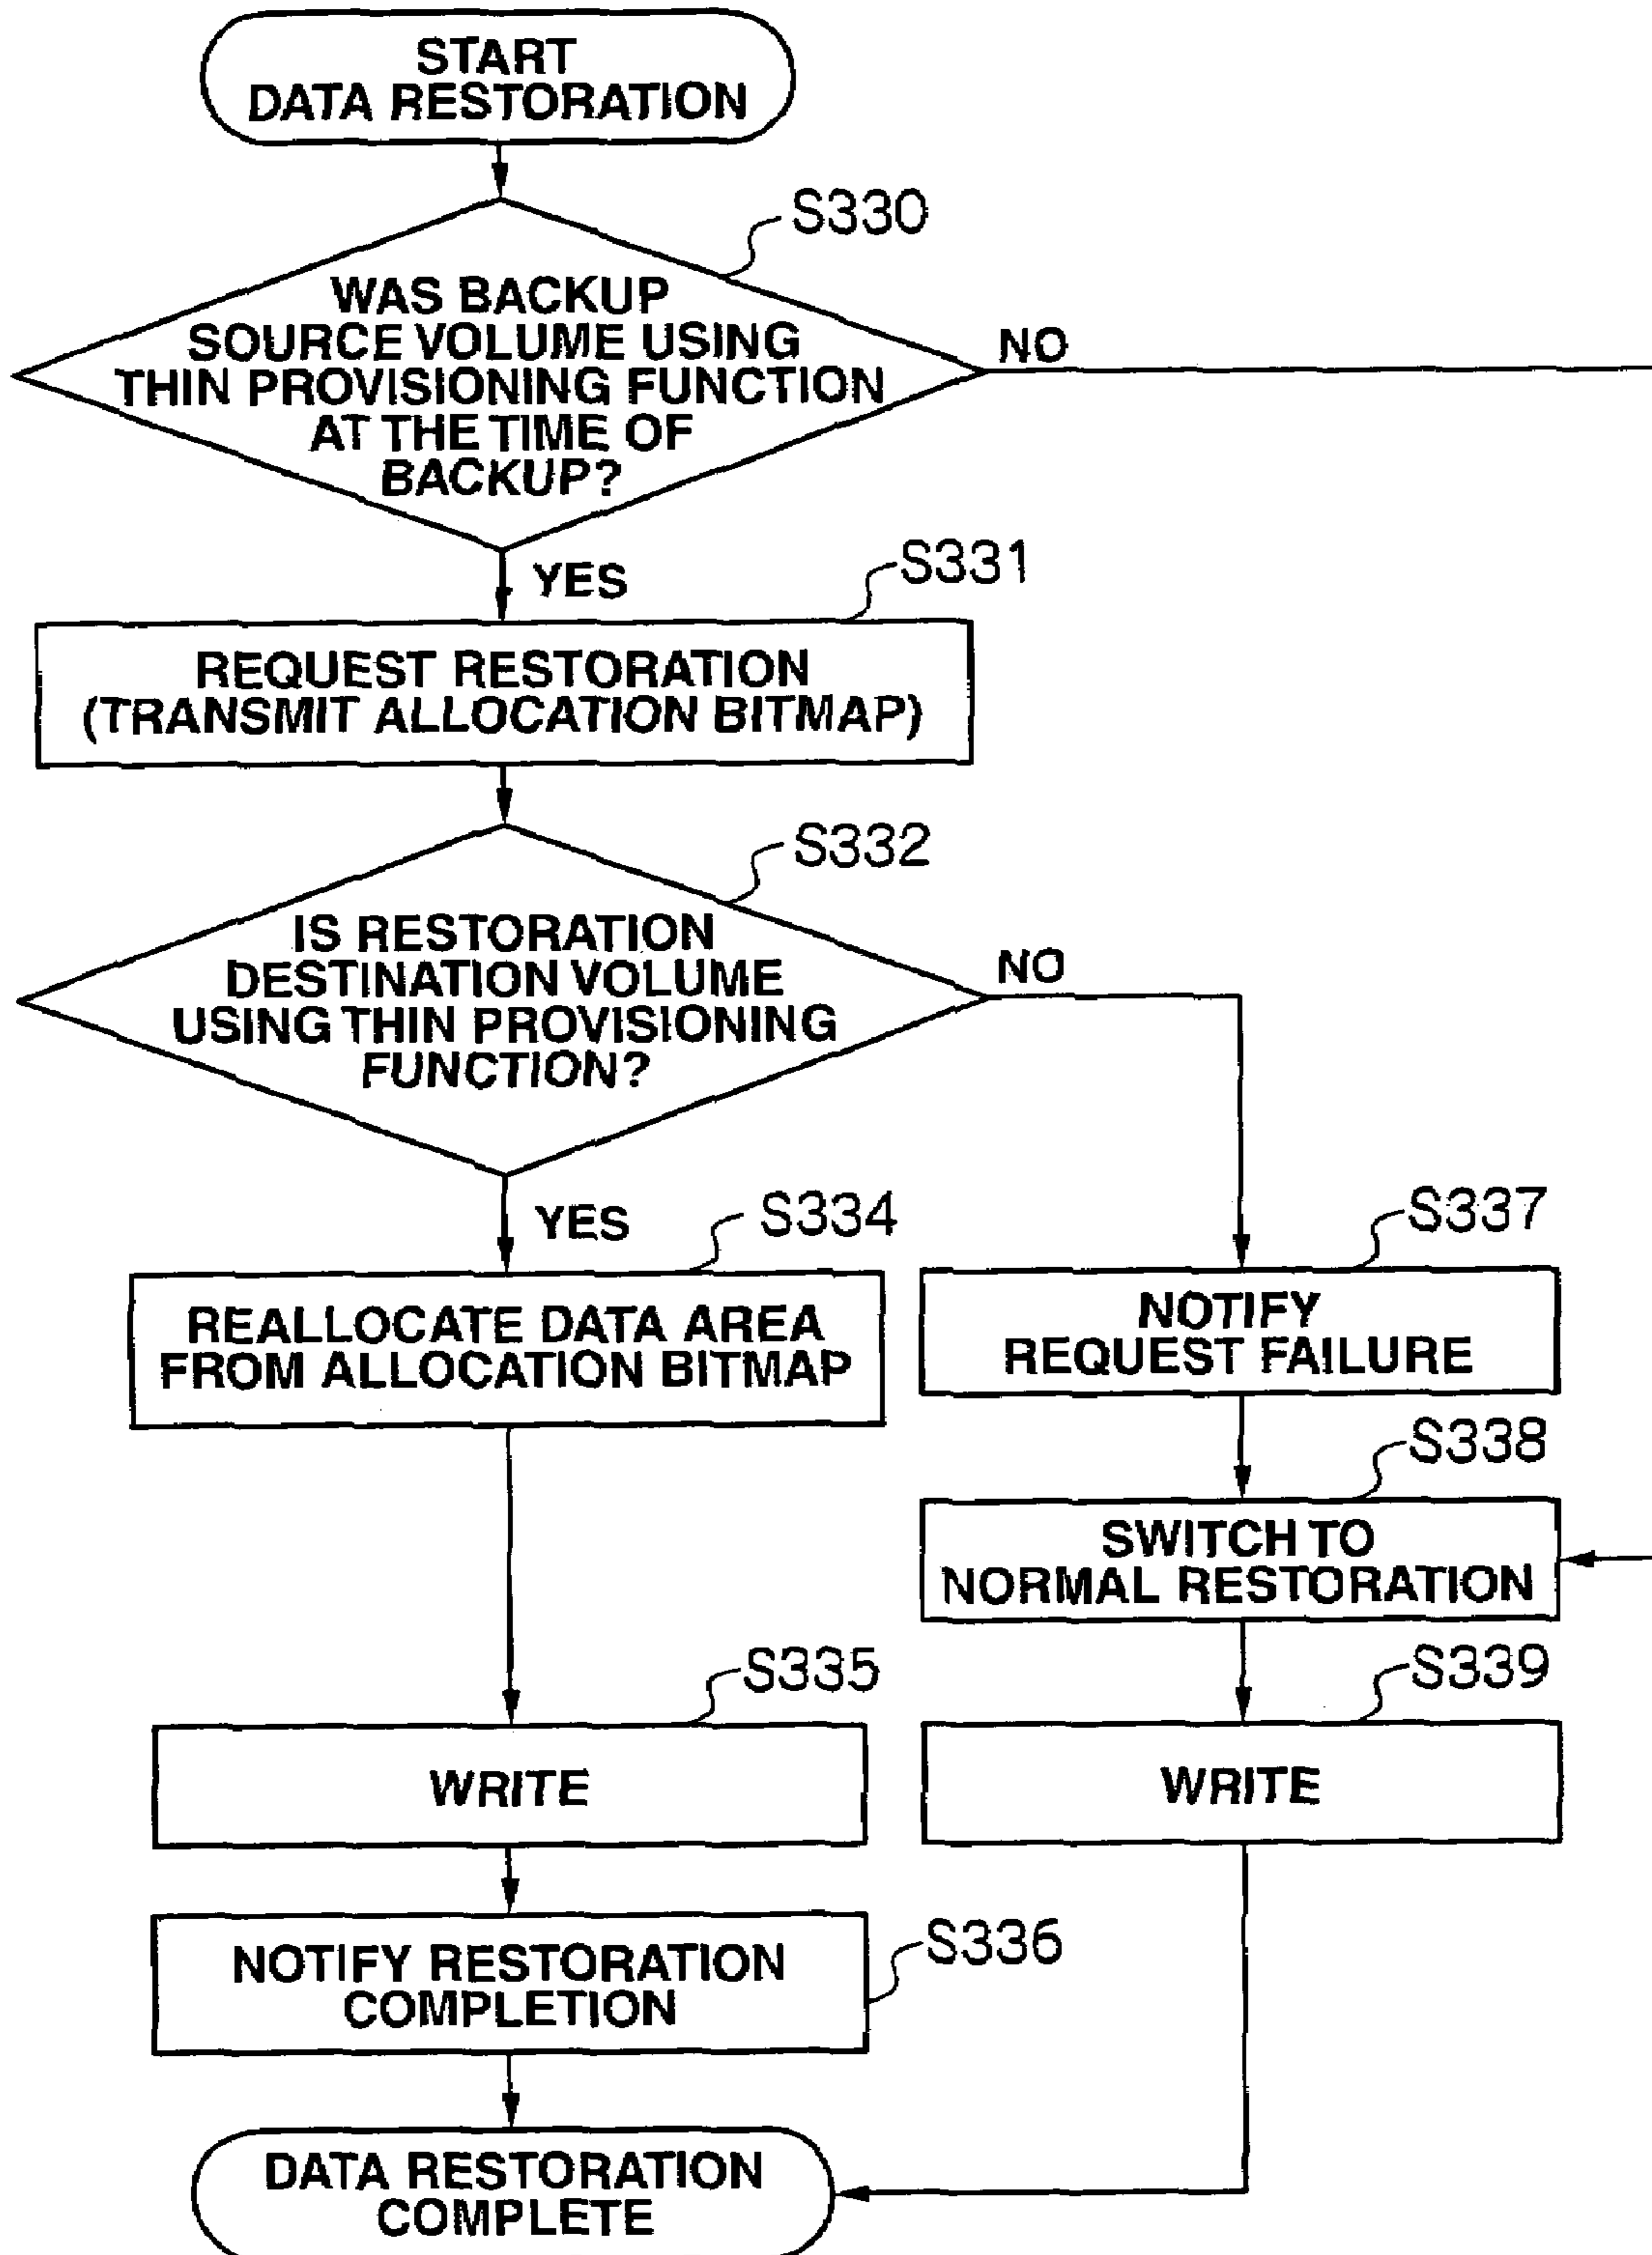 START
DATA RESTORATION
S330
WAS BACKUP
SOURCE VOLUME USING
THIN PROVISIONING FUNCTION
AT THE TIME OF
BACKUP?
NO
YES
S331
REQUEST RESTORATION
(TRANSMIT ALLOCATION BITMAP)
S332
IS RESTORATION
DESTINATION VOLUME
USING THIN PROVISIONING
FUNCTION?
NO
YES
S334
REALLOCATE DATA AREA
FROM ALLOCATION BITMAP
S337
NOTIFY
REQUEST FAILURE
S338
SWITCH TO
NORMAL RESTORATION
S335
WRITE
S339
WRITE
S336
NOTIFY RESTORATION
COMPLETION
DATA RESTORATION
COMPLETE